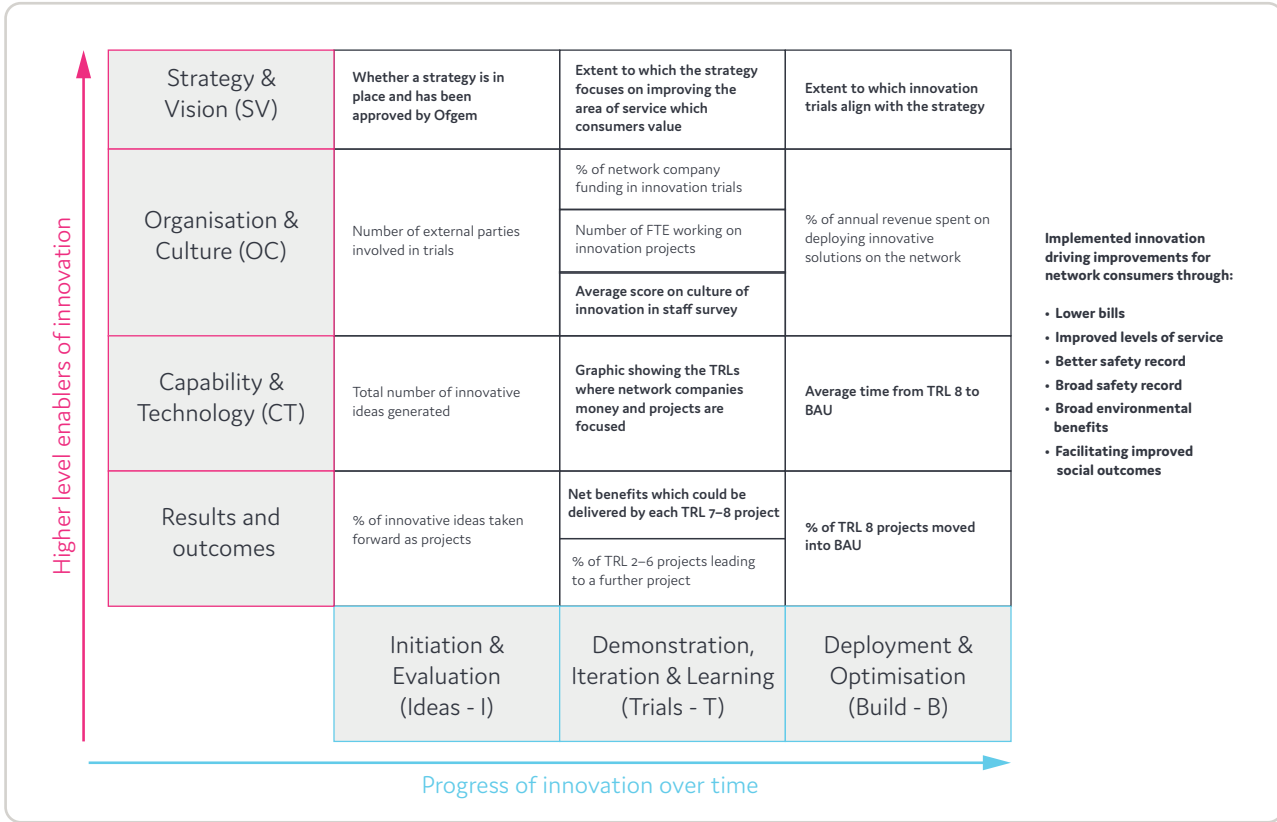 Higher level enablers of innovation
Strategy &
Vision (SV)
Whether a strategy is in
place and has been
approved by Ofgem
Extent to which the strategy
focuses on improving the
area of service which
consumers value
Extent to which innovation
trials align with the strategy
Organisation &
Culture (OC)
Number of external parties
involved in trials
% of network company
funding in innovation trials
Number of FTE working on
innovation projects
Average score on culture of
innovation in staff survey
% of annual revenue spent on
deploying innovative
solutions on the network
Capability &
Technology (CT)
Total number of innovative
ideas generated
Graphic showing the TRLs
where network companies
money and projects are
focused
Average time from TRL 8 to
BAU
Results and
outcomes
% of innovative ideas taken
forward as projects
Net benefits which could be
delivered by each TRL 7–8 project
% of TRL 2–6 projects leading
to a further project
% of TRL 8 projects moved
into BAU
Initiation &
Evaluation
(Ideas - I)
Demonstration,
Iteration & Learning
(Trials - T)
Deployment &
Optimisation
(Build - B)
Progress of innovation over time
Implemented innovation
driving improvements for
network consumers through:
• Lower bills
• Improved levels of service
• Better safety record
• Broad safety record
• Broad environmental
benefits
• Facilitating improved
social outcomes